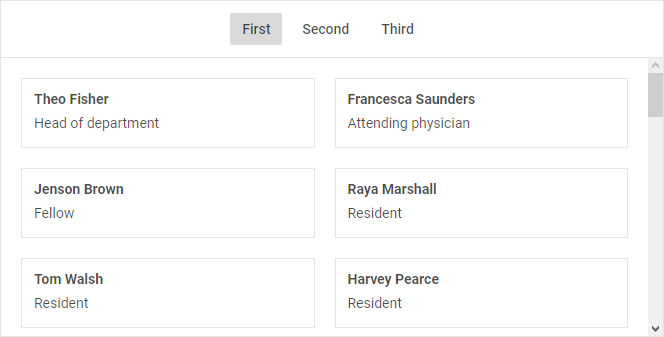 First Second Third
Theo Fisher
Head of department
Francesca Saunders
Attending physician
Jenson Brown
Fellow
Raya Marshall
Resident
Tom Walsh
Resident
Harvey Pearce
Resident